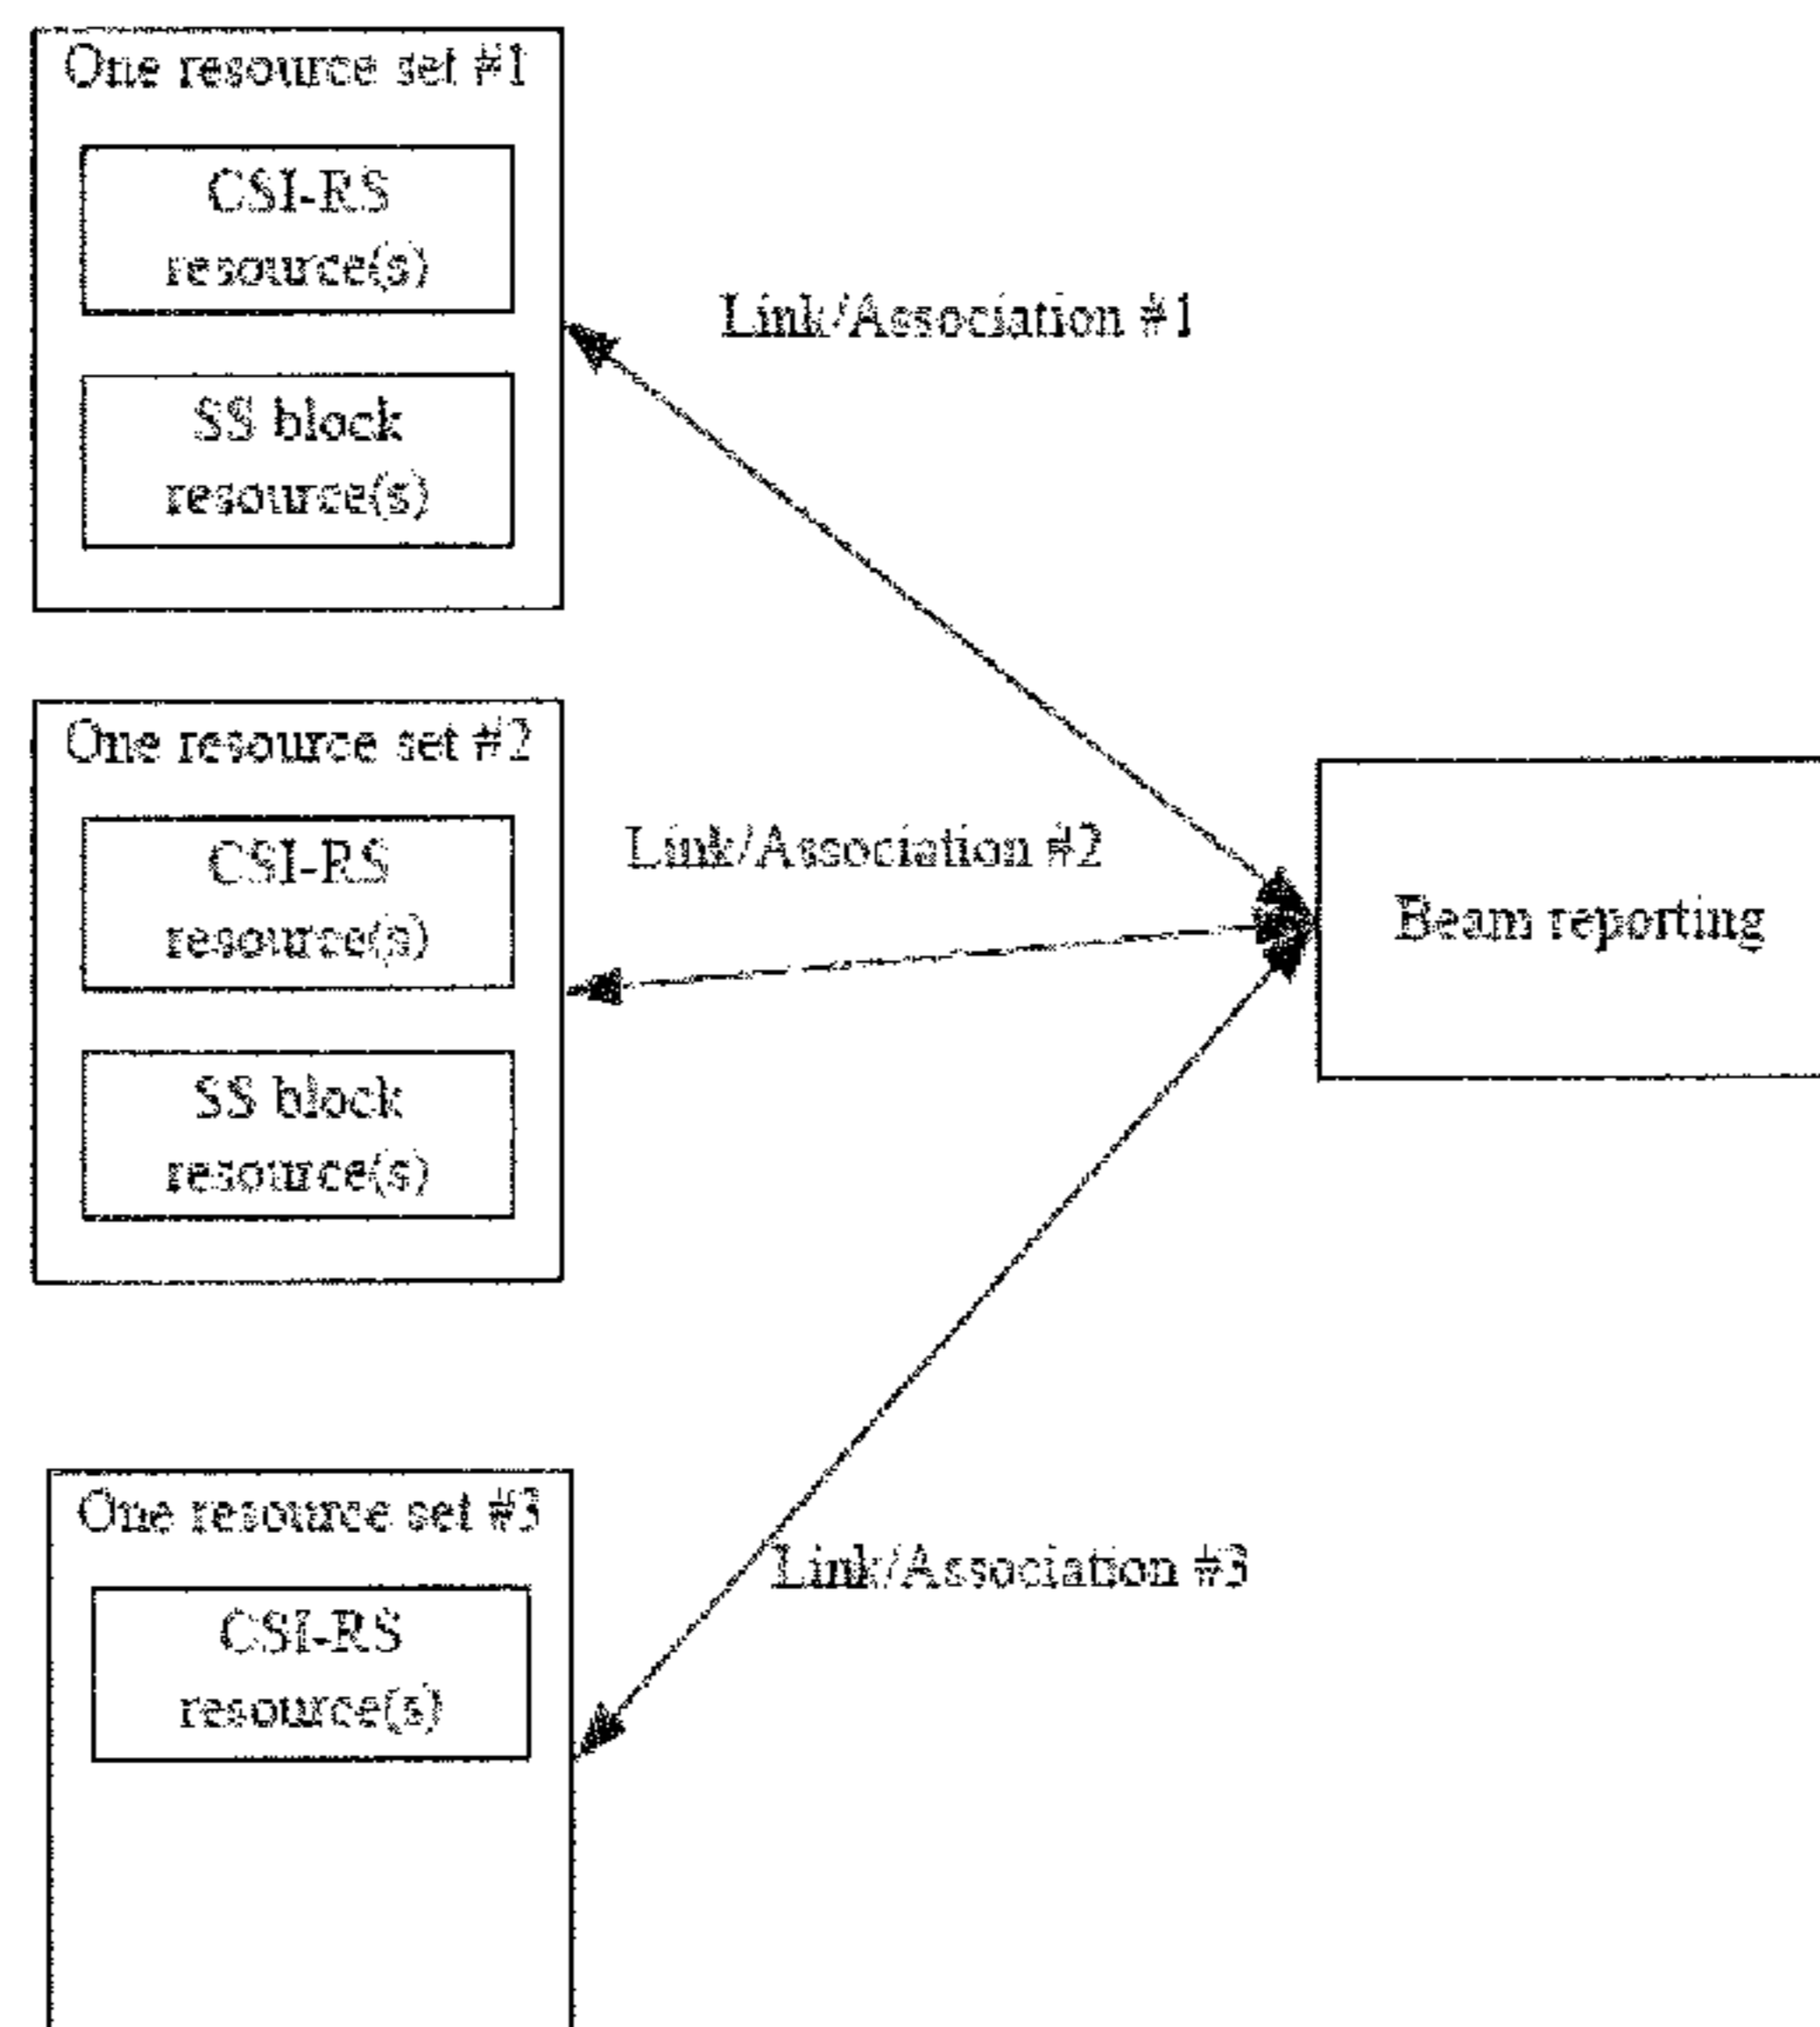 One resource set #1
CSI-RS
resource(s)
SS block
resource(s)
Link/Association #1
One resource set #2
CSI-RS
resource(s)
SS block
resource(s)
Link/Association #2
Beam reporting
One resource set #3
CSI-RS
resource(s)
Link/Association #3